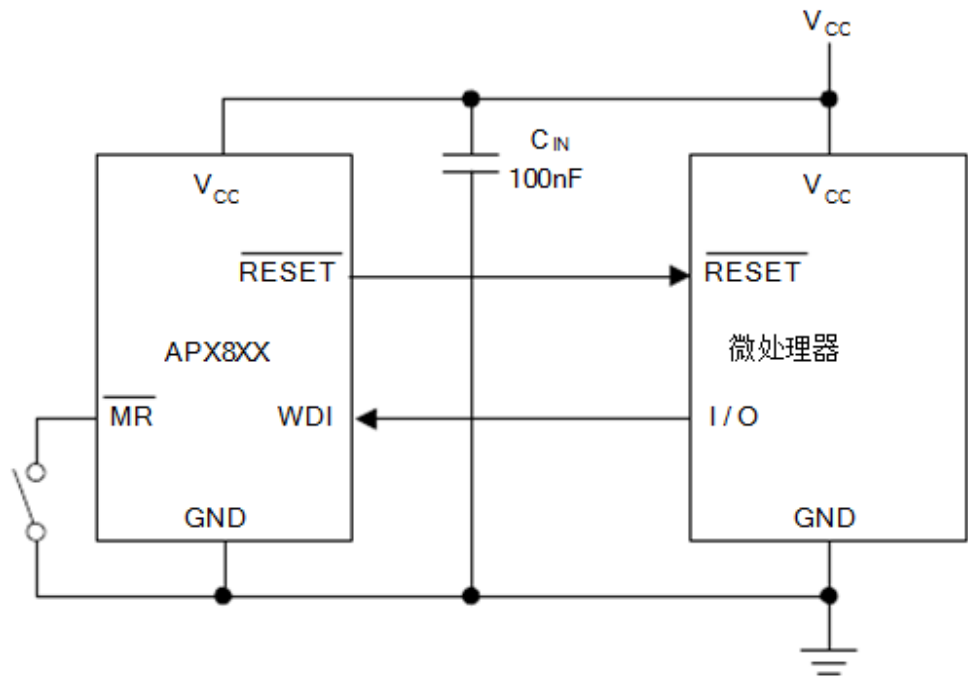 VCC
CIN
100nF
VCC
RESET
APX8XX
MR
WDI
GND
VCC
RESET
微处理器
I / O
GND